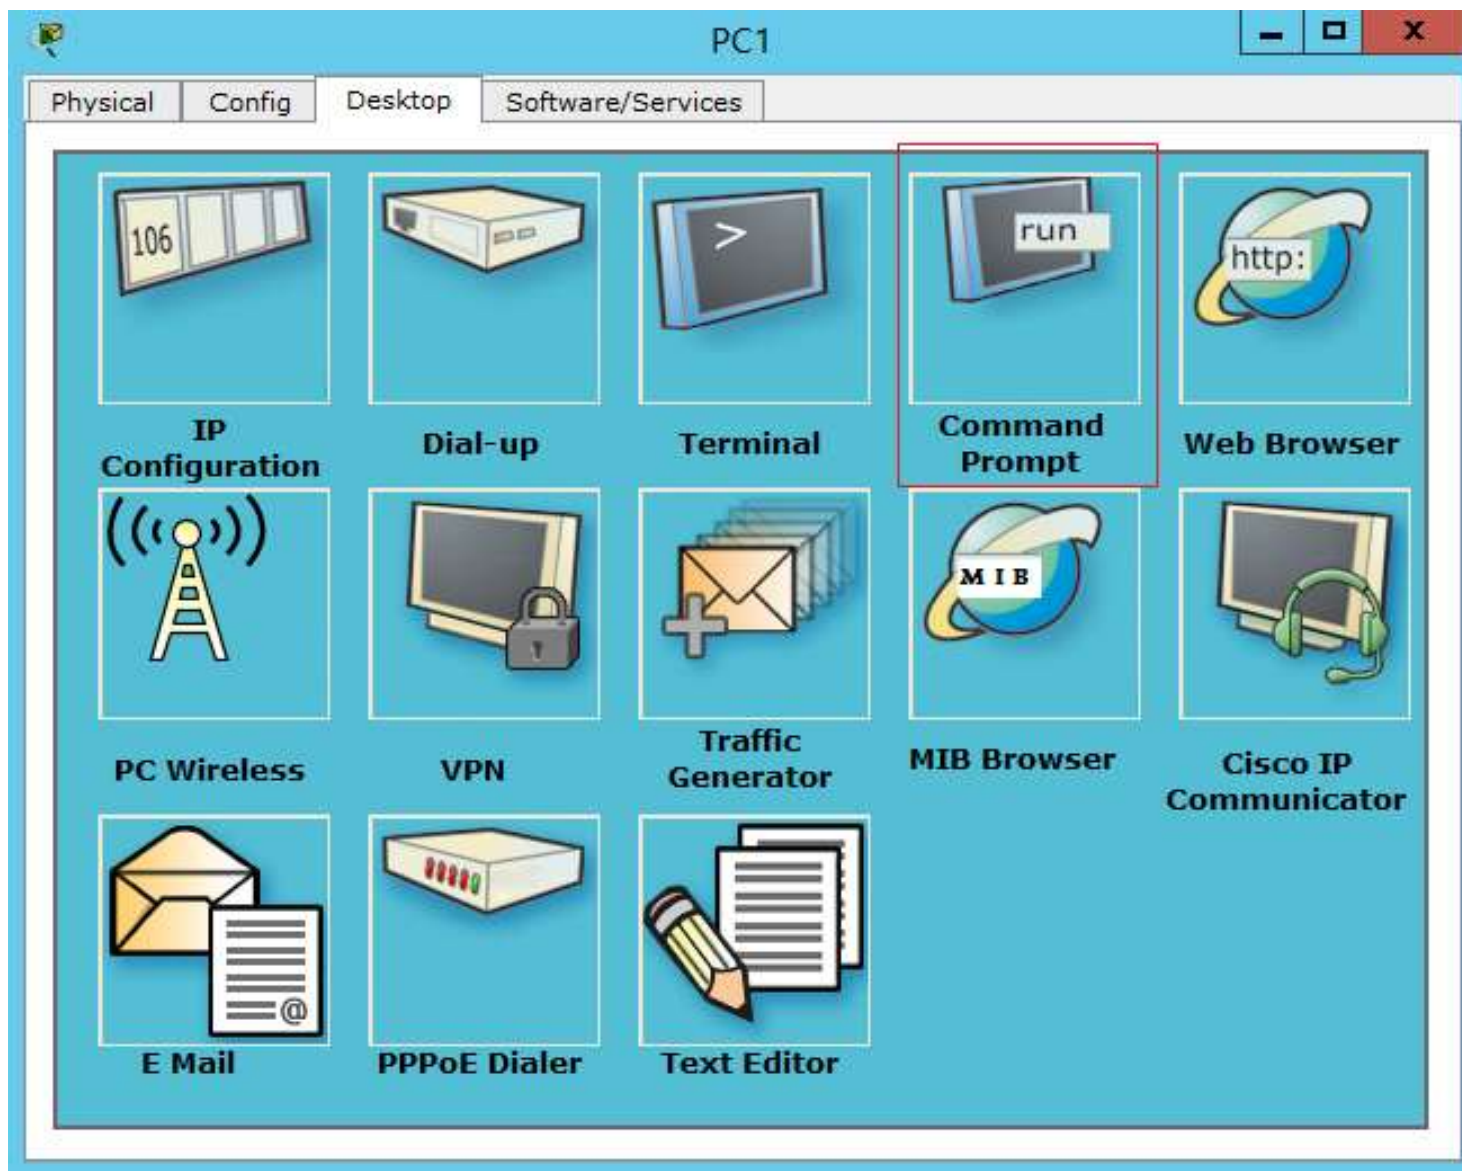 PC1
X
Physical
Config
Desktop
Software/Services
106
>
run
http:
IP
Configuration
Dial-up
Terminal
Command
Prompt
Web Browser
MIB
PC Wireless
VPN
Traffic
Generator
MIB Browser
Cisco IP
Communicator
@
E Mail
PPPoE Dialer
Text Editor